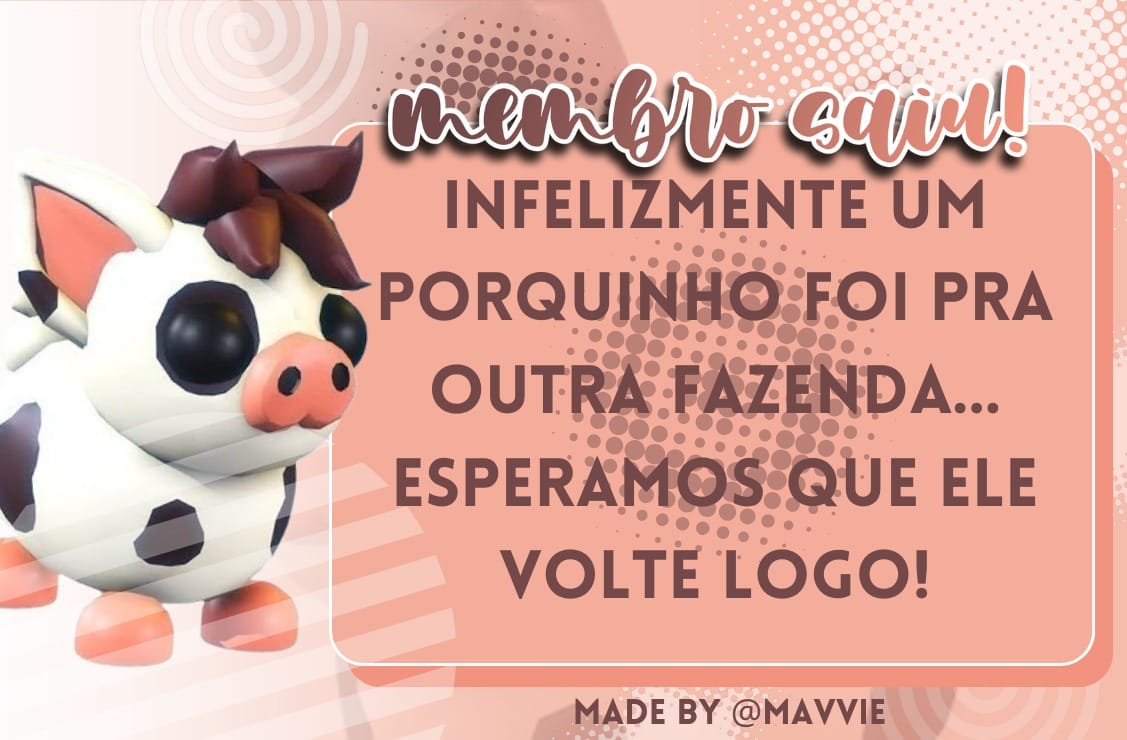 membro saiu!
INFELIZMENTE UM
PORQUINHO FOI PRA
OUTRA FAZENDA...
ESPERAMOS QUE ELE
VOLTE LOGO!
MADE BY @MAVVIE